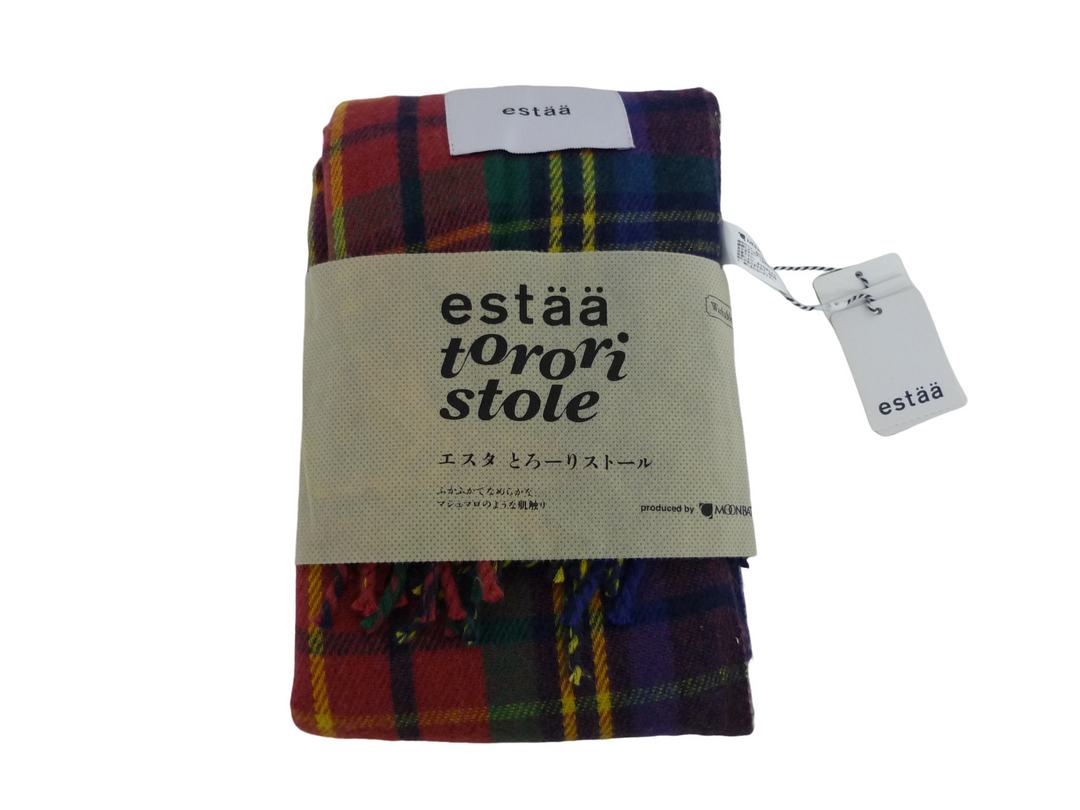 estää
estää
torori
stole
エスタ とろーりストール
ふかふかでなめらかな
マシュマロのような肌触り
produced by MOONBAT
estää